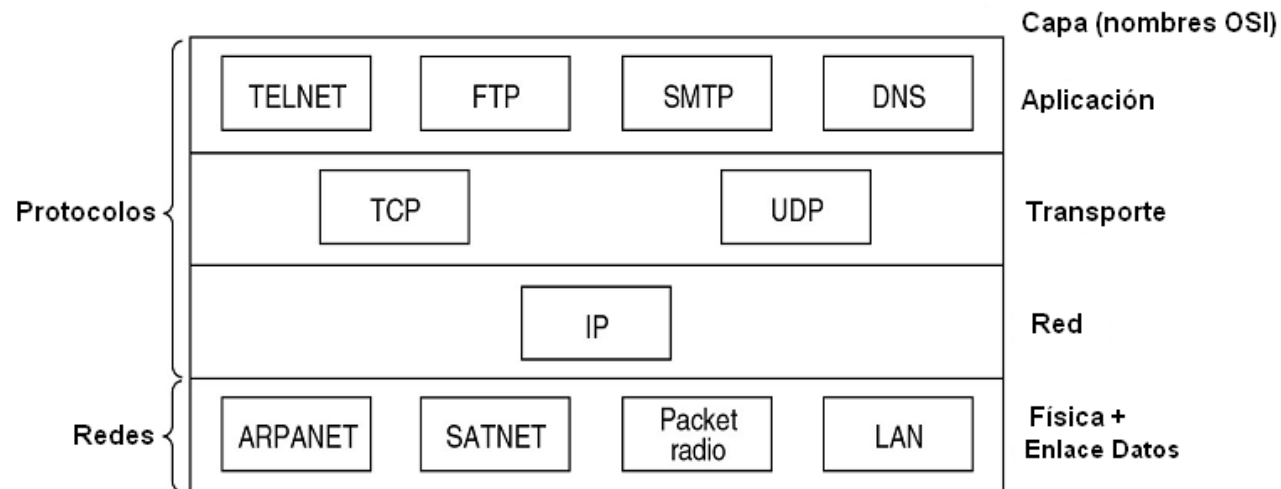 Capa (nombres OSI)
TELNET
FTP
SMTP
DNS
Aplicación
Protocolos
TCP
UDP
Transporte
IP
Red
Redes
ARPANET
SATNET
Packet
radio
LAN
Física +
Enlace Datos